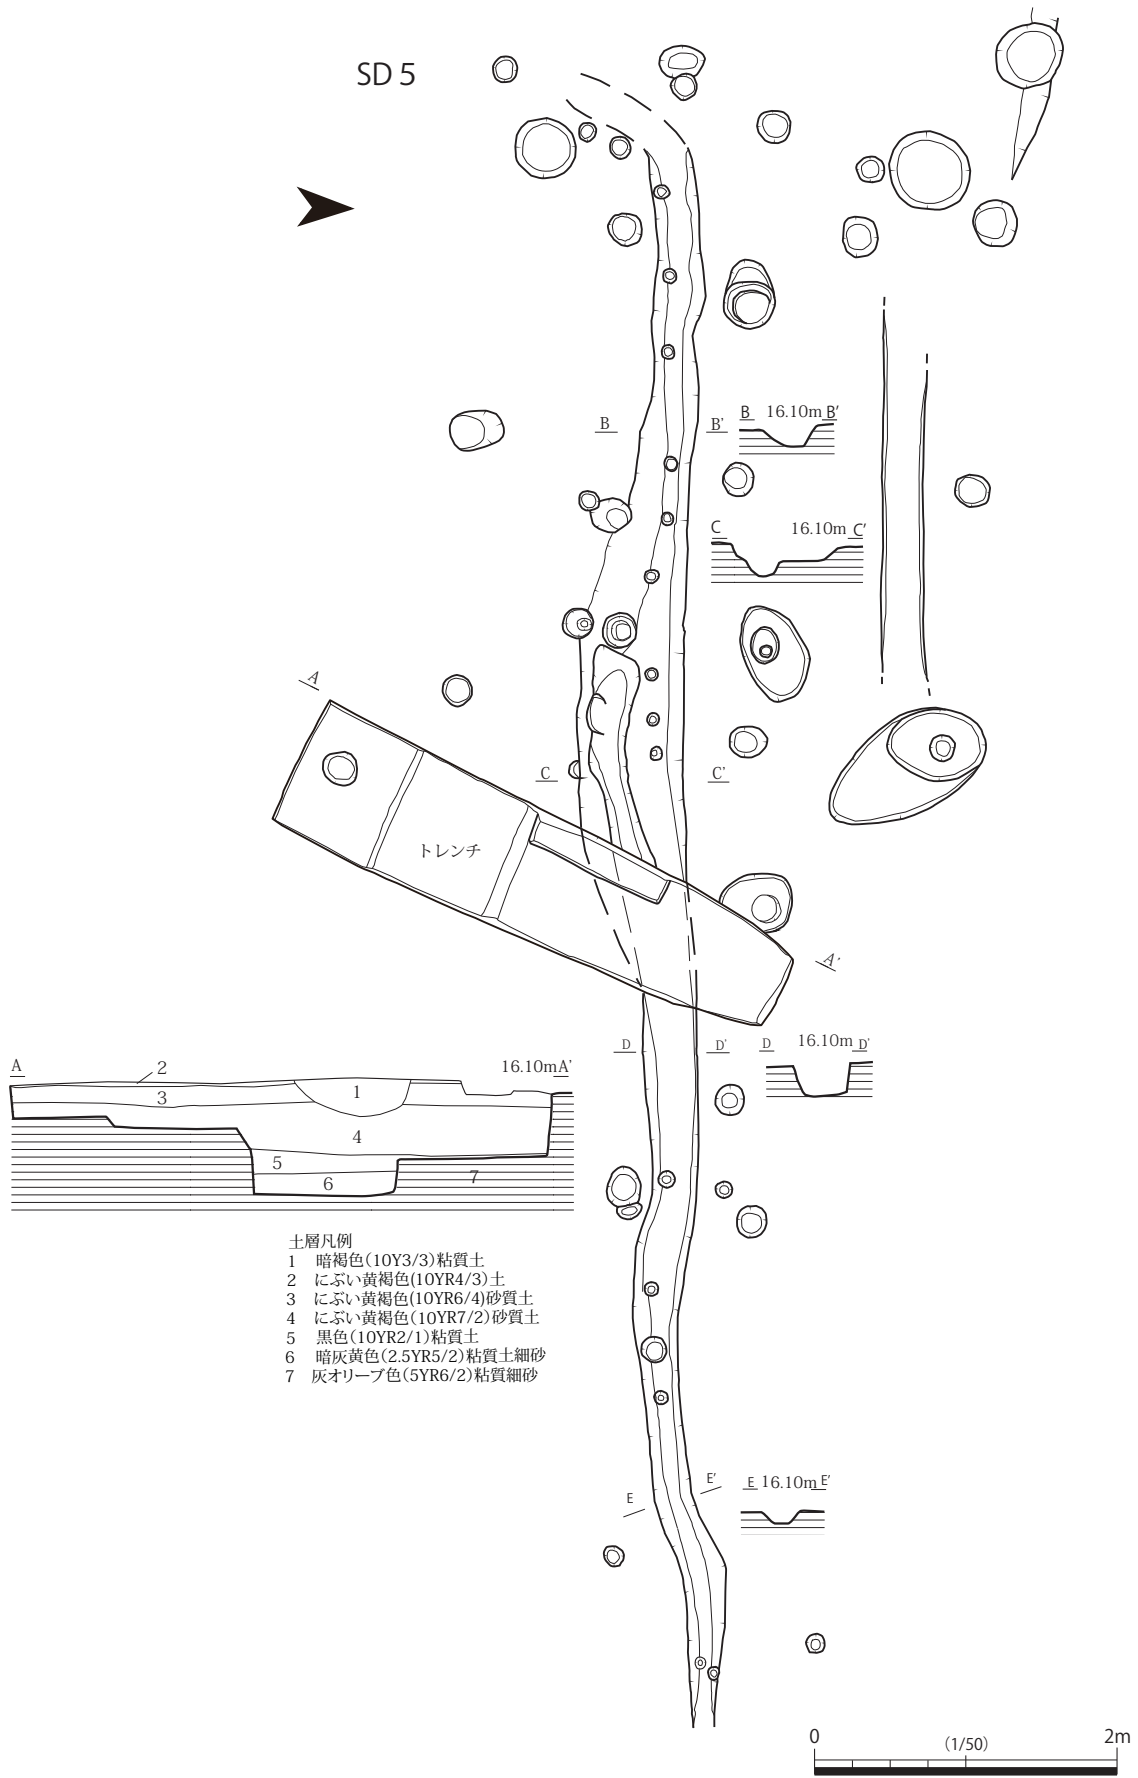 SD 5
B
B'
B 16.10m B'
C 16.10m C'
A
C
C'
トレンチ
A'
D
D'
D 16.10m D'
A
2
16.10mA'
3
1
4
5
6
7
土層凡例
1 暗褐色(10Y3/3)粘質土
2 にぶい黄褐色(10YR4/3)土
3 にぶい黄褐色(10YR6/4)砂質土
4 にぶい黄褐色(10YR7/2)砂質土
5 黒色(10YR2/1)粘質土
6 暗灰黄色(2.5YR5/2)粘質土細砂
7 灰オリーブ色(5YR6/2)粘質細砂
E
E'
E 16.10m E'
0 (1/50) 2m